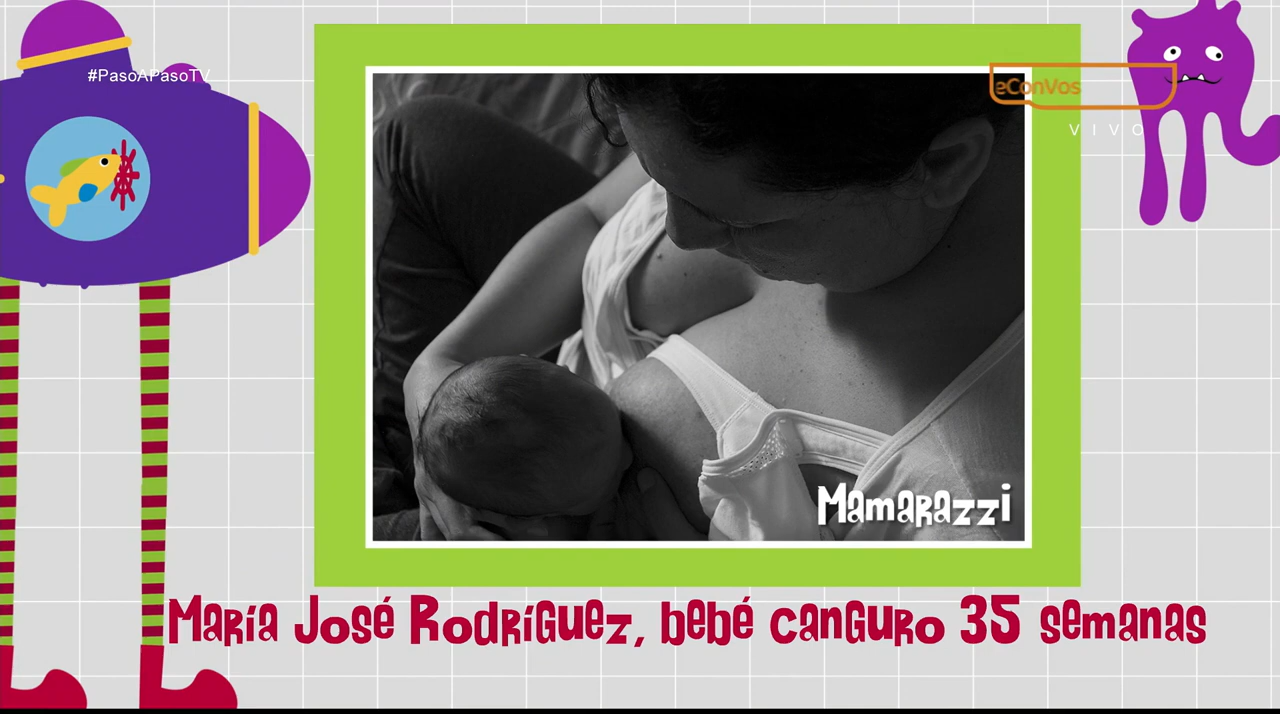 #PasoAPasoTV
eConVos
VIVO
Mamarazzi
María José Rodríguez, bebé canguro 35 semanas